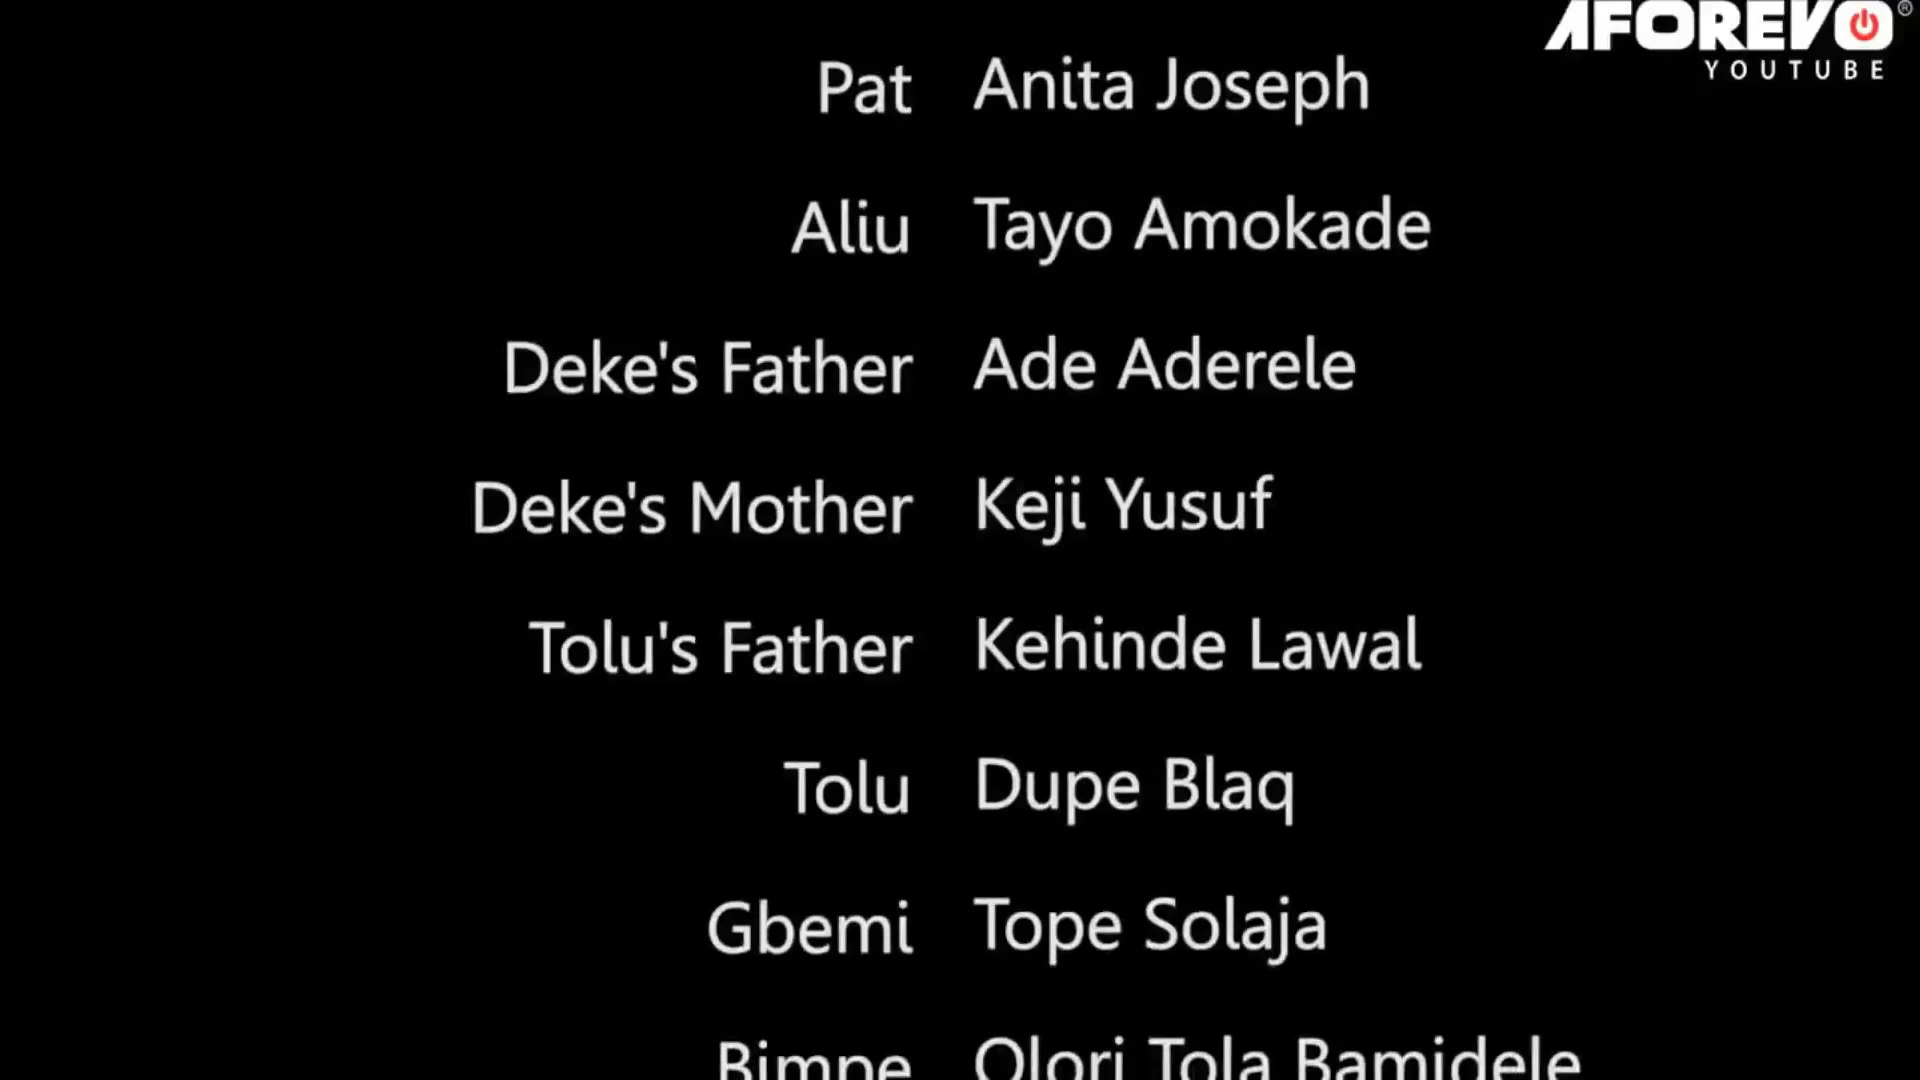 AFOREVO®
YOUTUBE
Pat Anita Joseph
Aliu Tayo Amokade
Deke's Father Ade Aderele
Deke's Mother Keji Yusuf
Tolu's Father Kehinde Lawal
Tolu Dupe Blaq
Gbemi Tope Solaja
Bimpe Olori Tola Bamidele